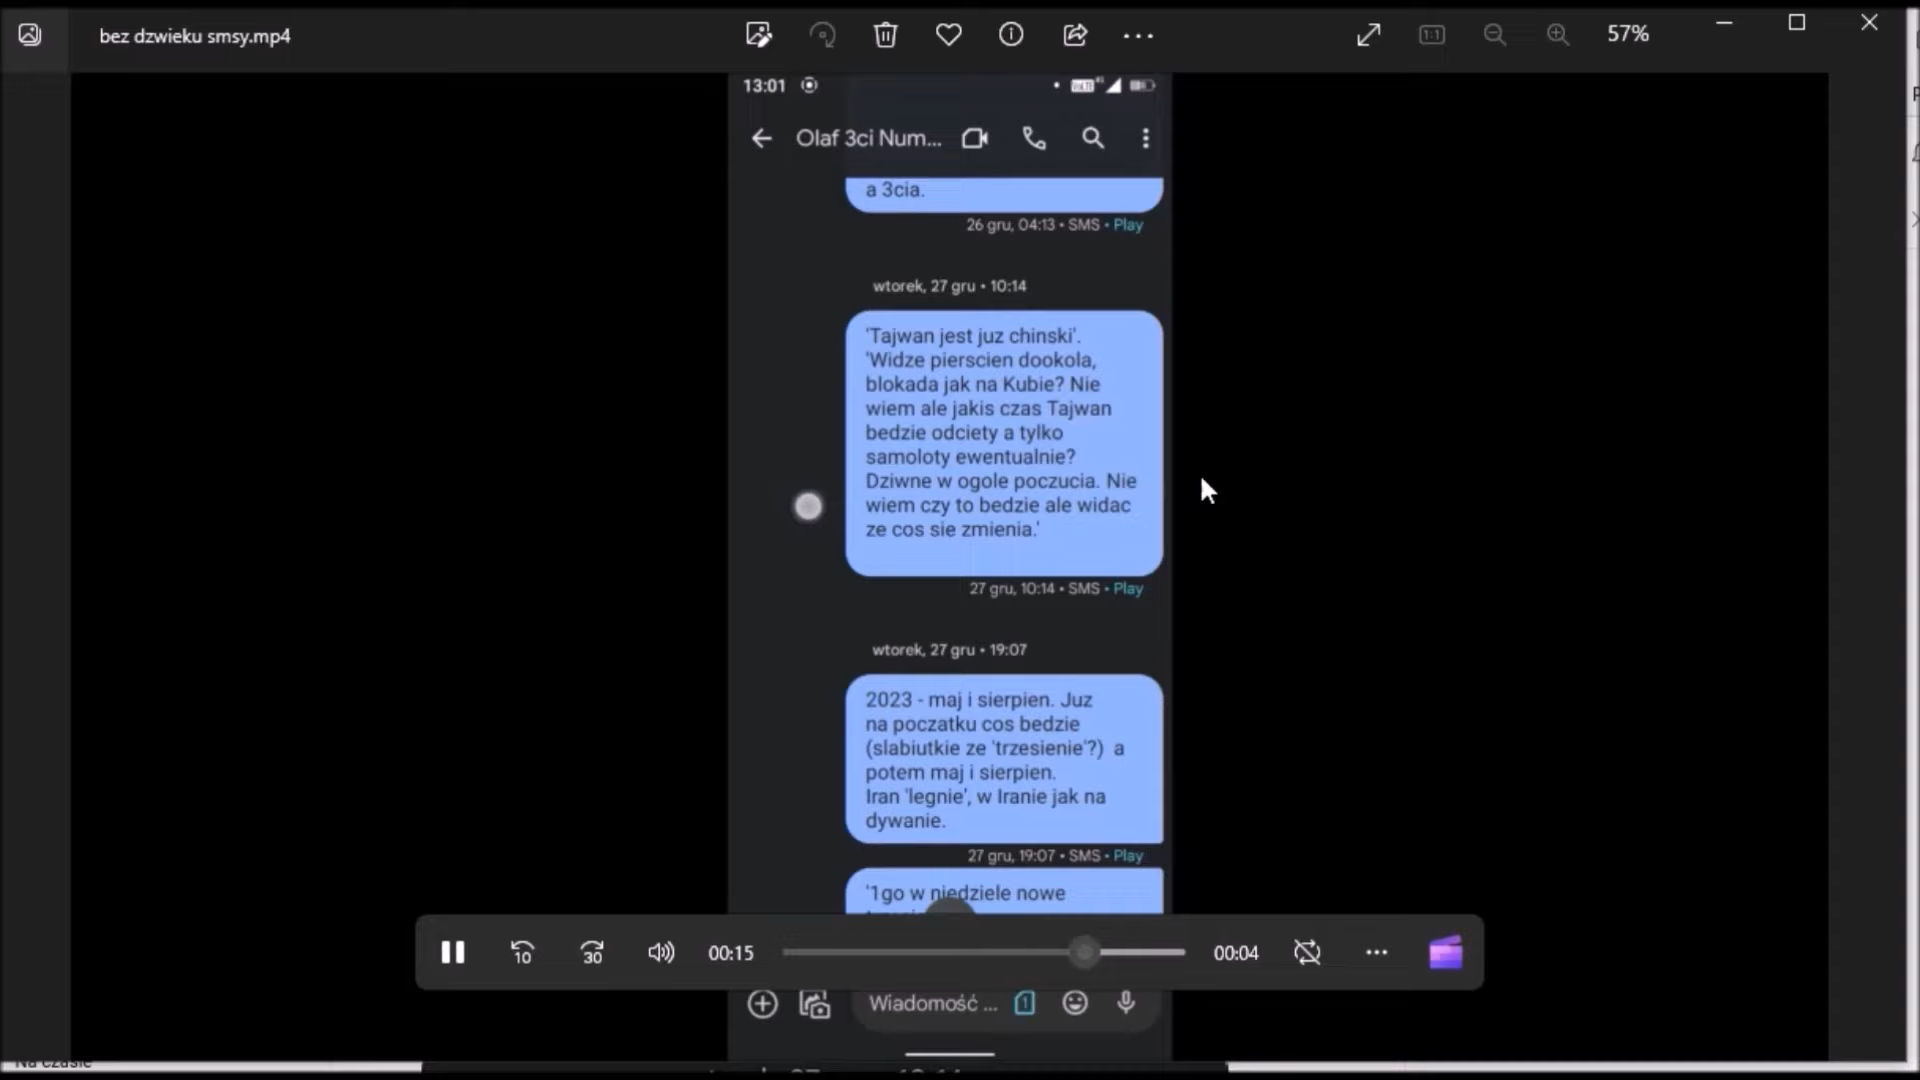 bez dzwieku smsy.mp4
57%
13:01
Olaf 3ci Num...
a 3cia.
26 gru, 04:13 • SMS • Play
wtorek, 27 gru • 10:14
'Tajwan jest juz chinski'.
'Widze pierscien dookola,
blokada jak na Kubie? Nie
wiem ale jakis czas Tajwan
bedzie odciety a tylko
samoloty ewentualnie?
Dziwne w ogole poczucia. Nie
wiem czy to bedzie ale widac
ze cos sie zmienia.'
27 gru, 10:14 • SMS • Play
wtorek, 27 gru • 19:07
2023 - maj i sierpien. Juz
na poczatku cos bedzie
(slabiutkie ze 'trzesienie'?) a
potem maj i sierpien.
Iran 'legnie', w Iranie jak na
dywanie.
27 gru, 19:07 • SMS • Play
'1go w niedziele nowe
10
30
00:15
00:04
Wiadomość ...
1
Na czasie